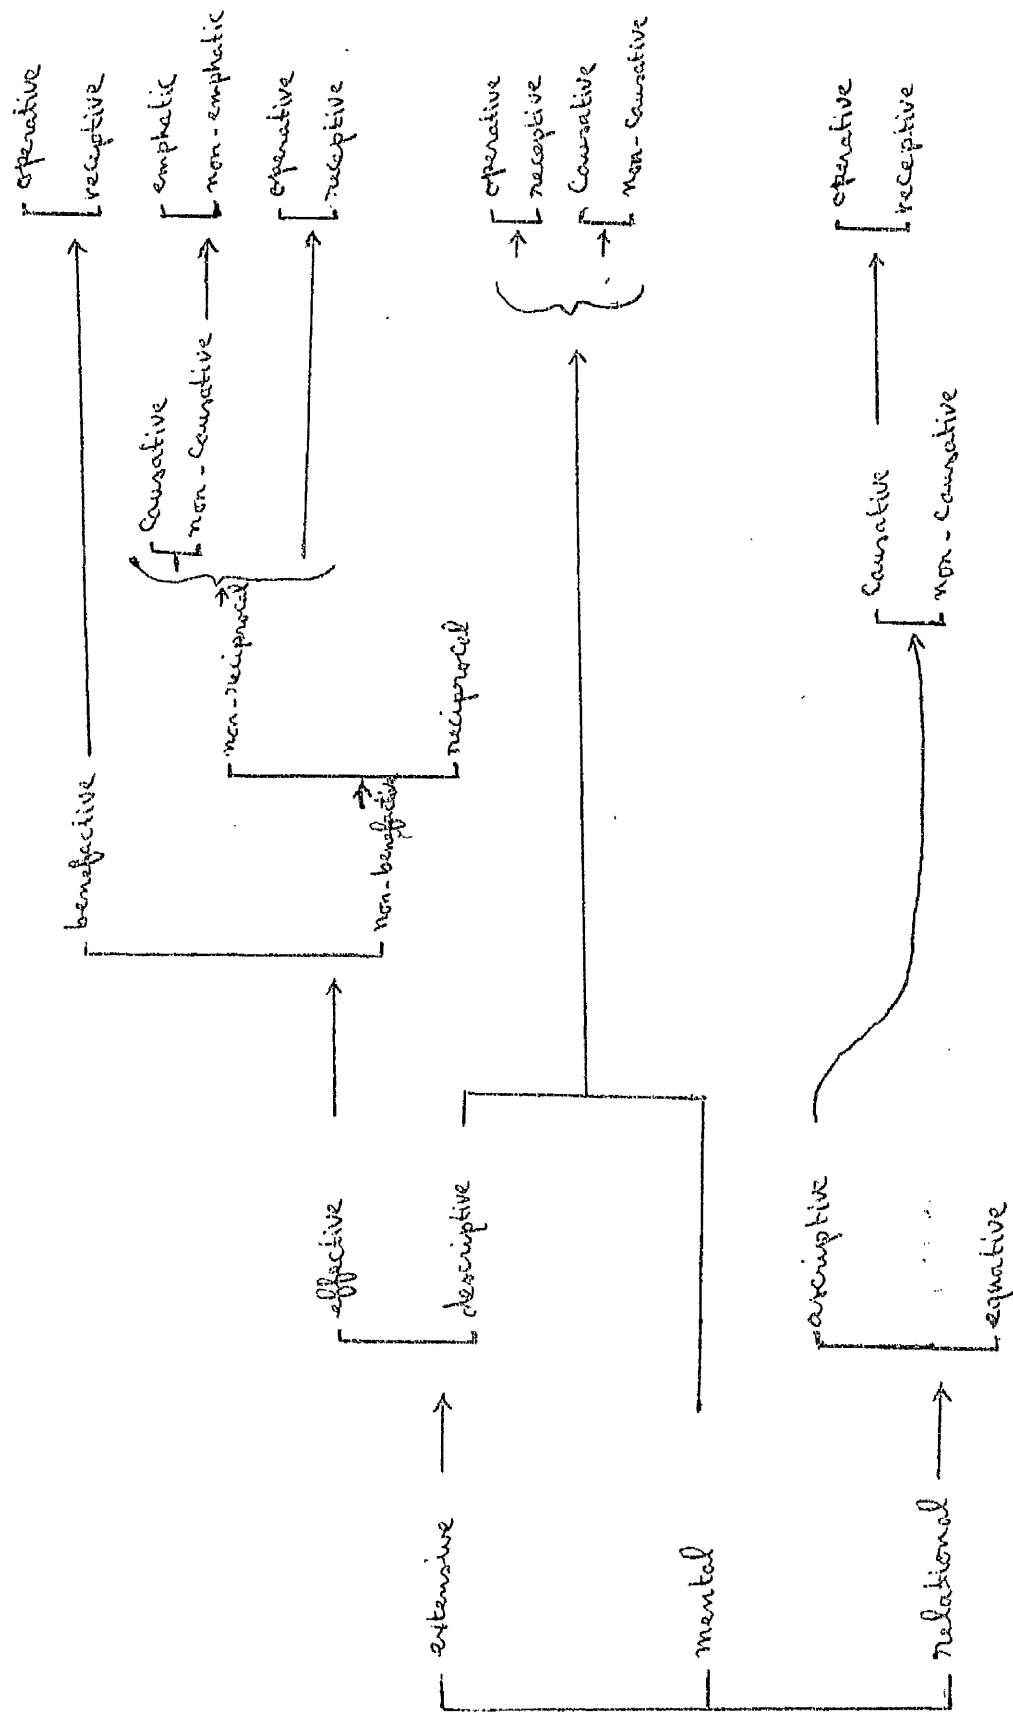 operative
receptive
emphatic
non-emphatic
operative
receptive
causative
non-causative
benefactive
non-reciprocal
reciprocal
non-benefactive
operative
receptive
causative
non-causative
effective
descriptive
extensive
mental
operative
receptive
causative
non-causative
ascriptive
equative
relational